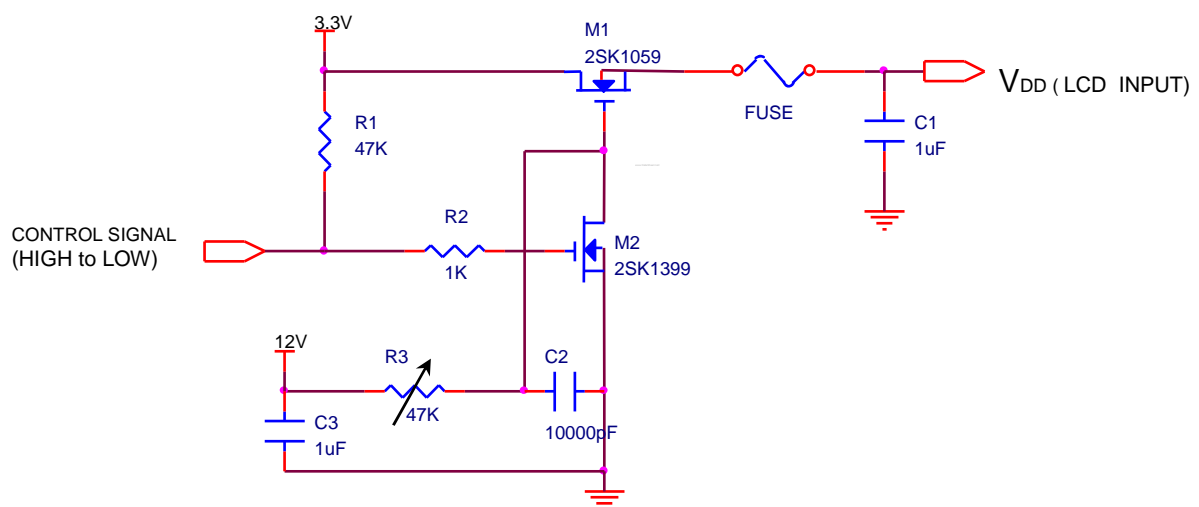 3.3V
M1
2SK1059
FUSE
VDD ( LCD INPUT)
R1
47K
C1
1uF
CONTROL SIGNAL
(HIGH to LOW)
R2
1K
M2
2SK1399
12V
R3
47K
C2
10000pF
C3
1uF